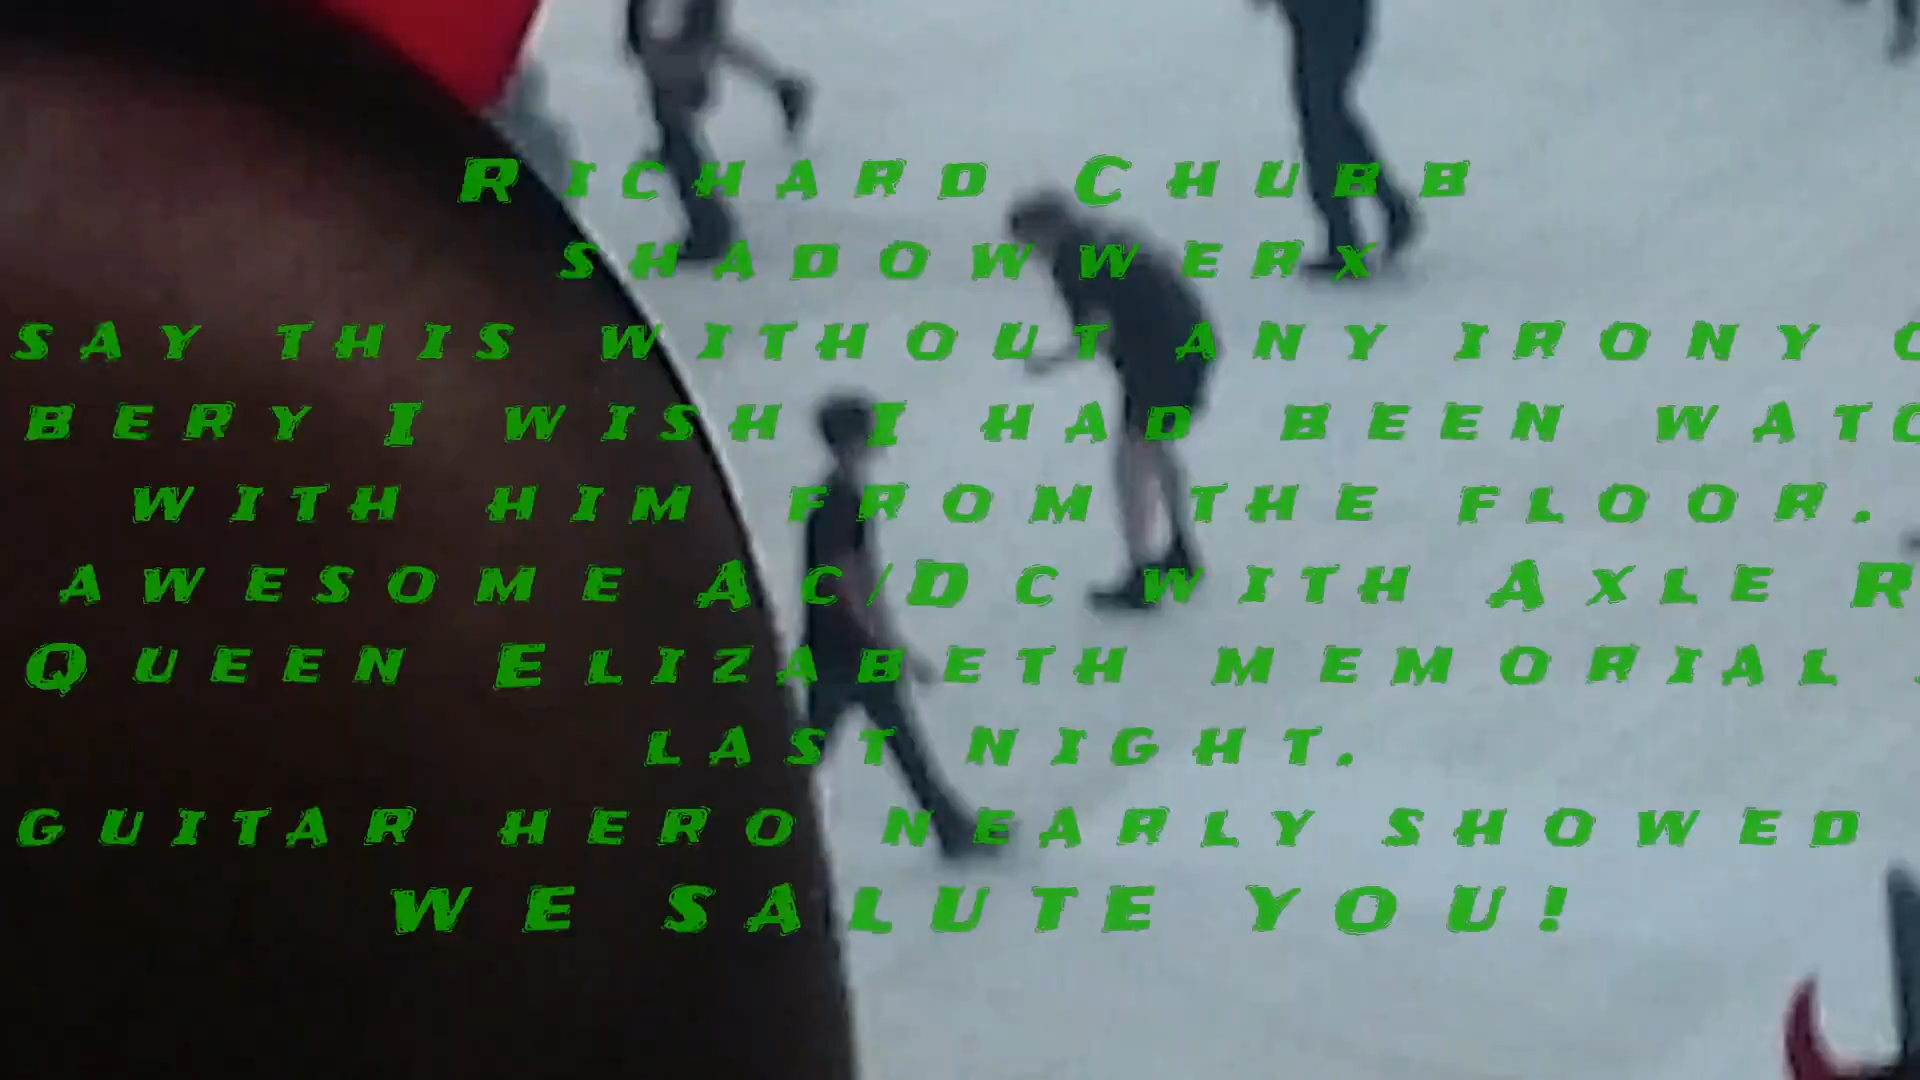 Richard Chubb
shadowwerx
say this without any irony
bery I wish I had been
with him from the floor.
awesome Ac/Dc with Axle
Queen Elizabeth memorial
last night.
guitar hero nearly showed
we salute you!